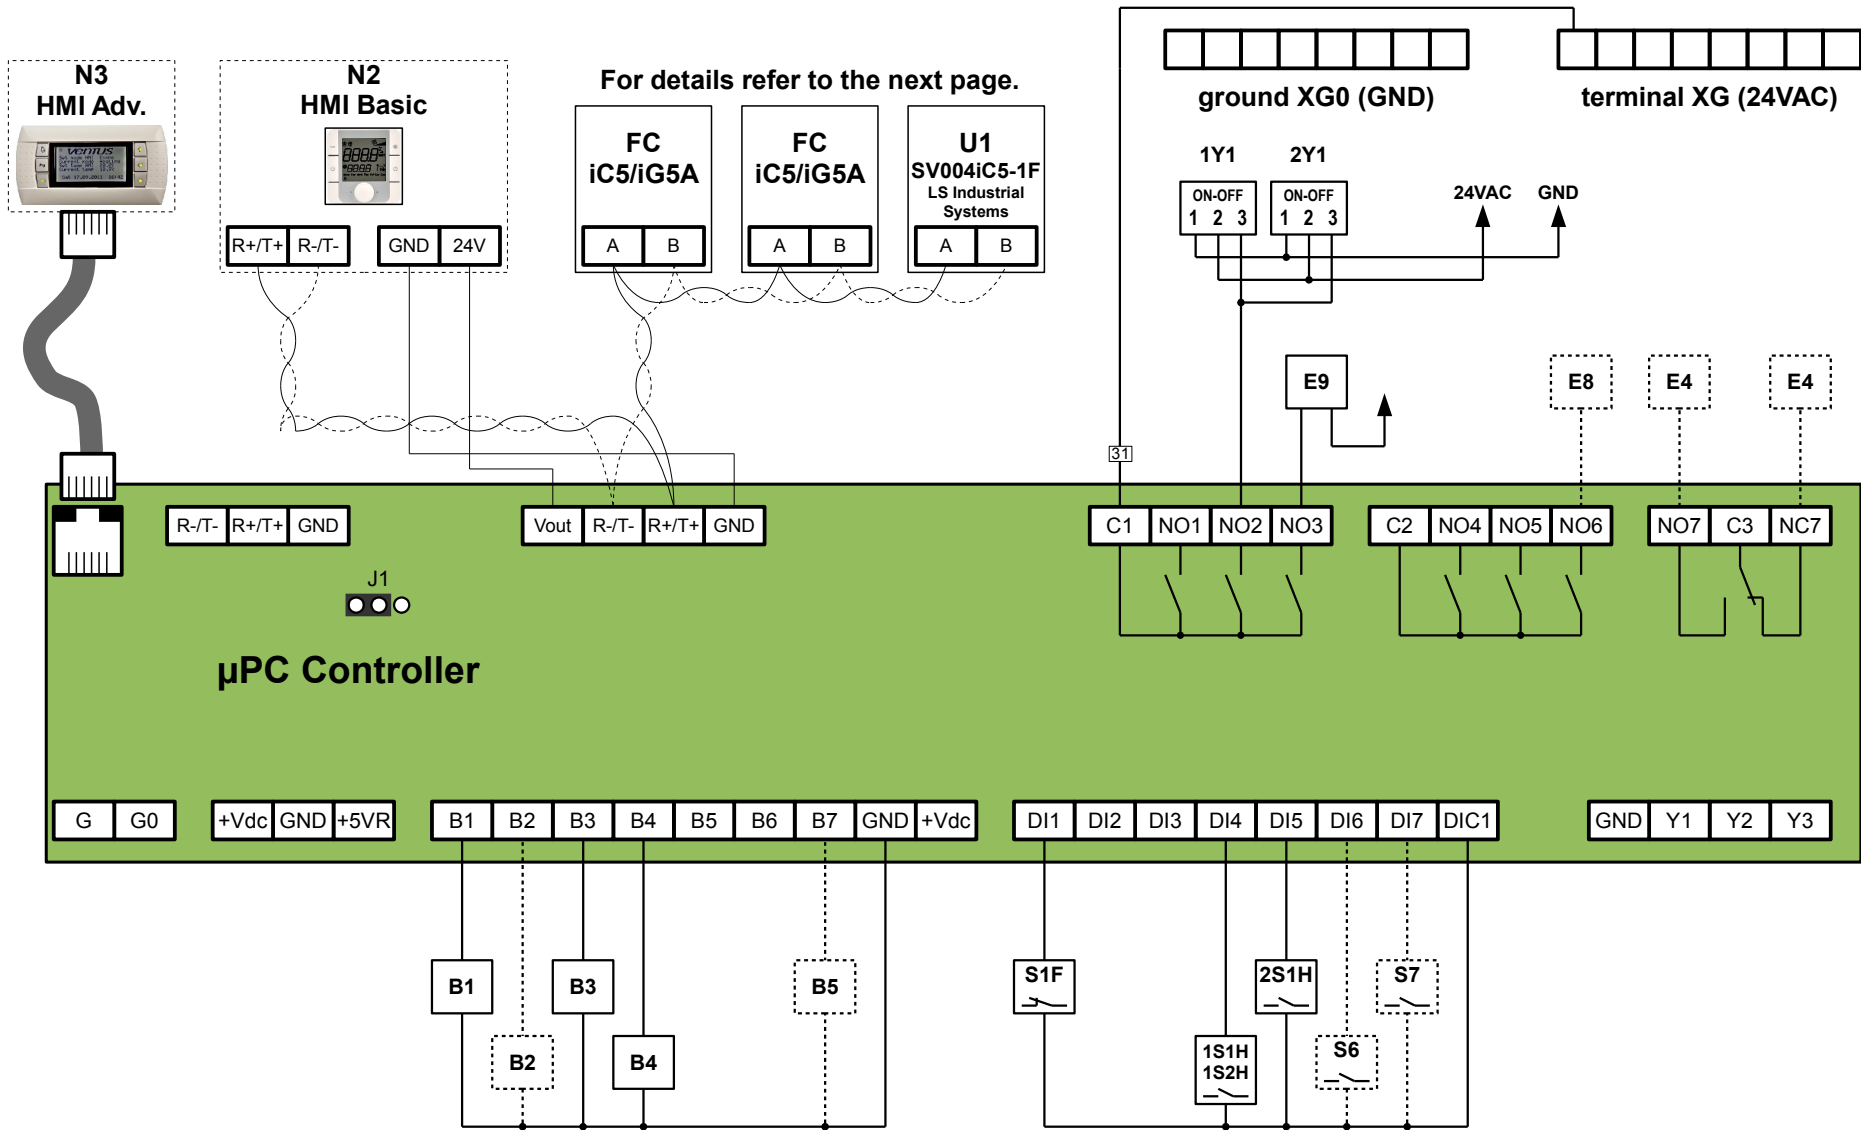 N3
HMI Adv.
N2
HMI Basic
For details refer to the next page.
FC
iC5/iG5A
FC
iC5/iG5A
U1
SV004iC5-1F
LS Industrial
Systems
ground XG0 (GND)
terminal XG (24VAC)
1Y1
2Y1
ON-OFF
1 2 3
ON-OFF
1 2 3
24VAC
GND
VENTUS
R+/T+ R-/T- GND 24V
A B
A B
A B
E9
E8
E4
E4
31
R-/T- R+/T+ GND
Vout R-/T- R+/T+ GND
C1 NO1 NO2 NO3
C2 NO4 NO5 NO6
NO7 C3 NC7
J1
µPC Controller
G G0
+Vdc GND +5VR
B1 B2 B3 B4 B5 B6 B7 GND +Vdc
DI1 DI2 DI3 DI4 DI5 DI6 DI7 DIC1
GND Y1 Y2 Y3
B1
B3
B5
S1F
2S1H
S7
B2
B4
1S1H
1S2H
S6